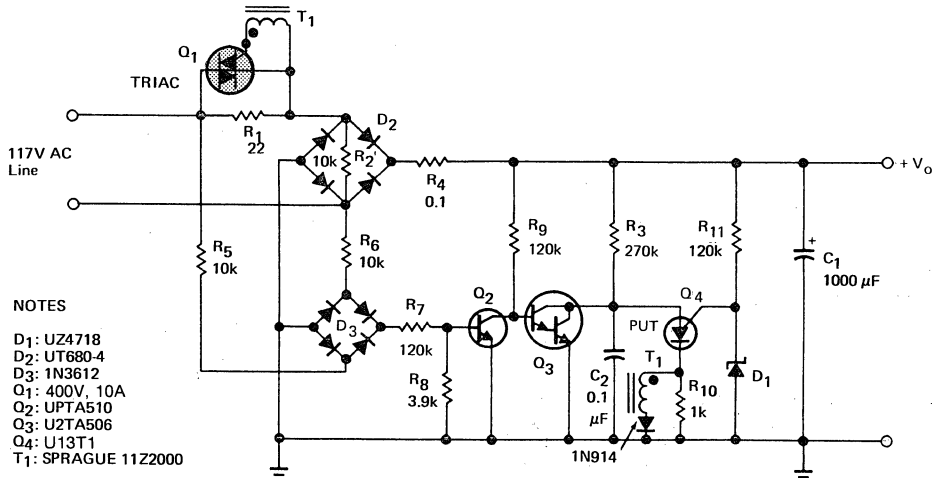 T1
Q1
TRIAC
D2
R1
22
117V AC
Line
10k
R2'
R4
0.1
+ Vo
R5
10k
R6
10k
R9
120k
R3
270k
R11
120k
+
C1
1000 μF
Q4
PUT
D3
R7
120k
Q2
Q3
R8
3.9k
C2
0.1
μF
T1
R10
1k
D1
1N914
NOTES
D1: UZ4718
D2: UT680-4
D3: 1N3612
Q1: 400V, 10A
Q2: UPTA510
Q3: U2TA506
Q4: U13T1
T1: SPRAGUE 11Z2000